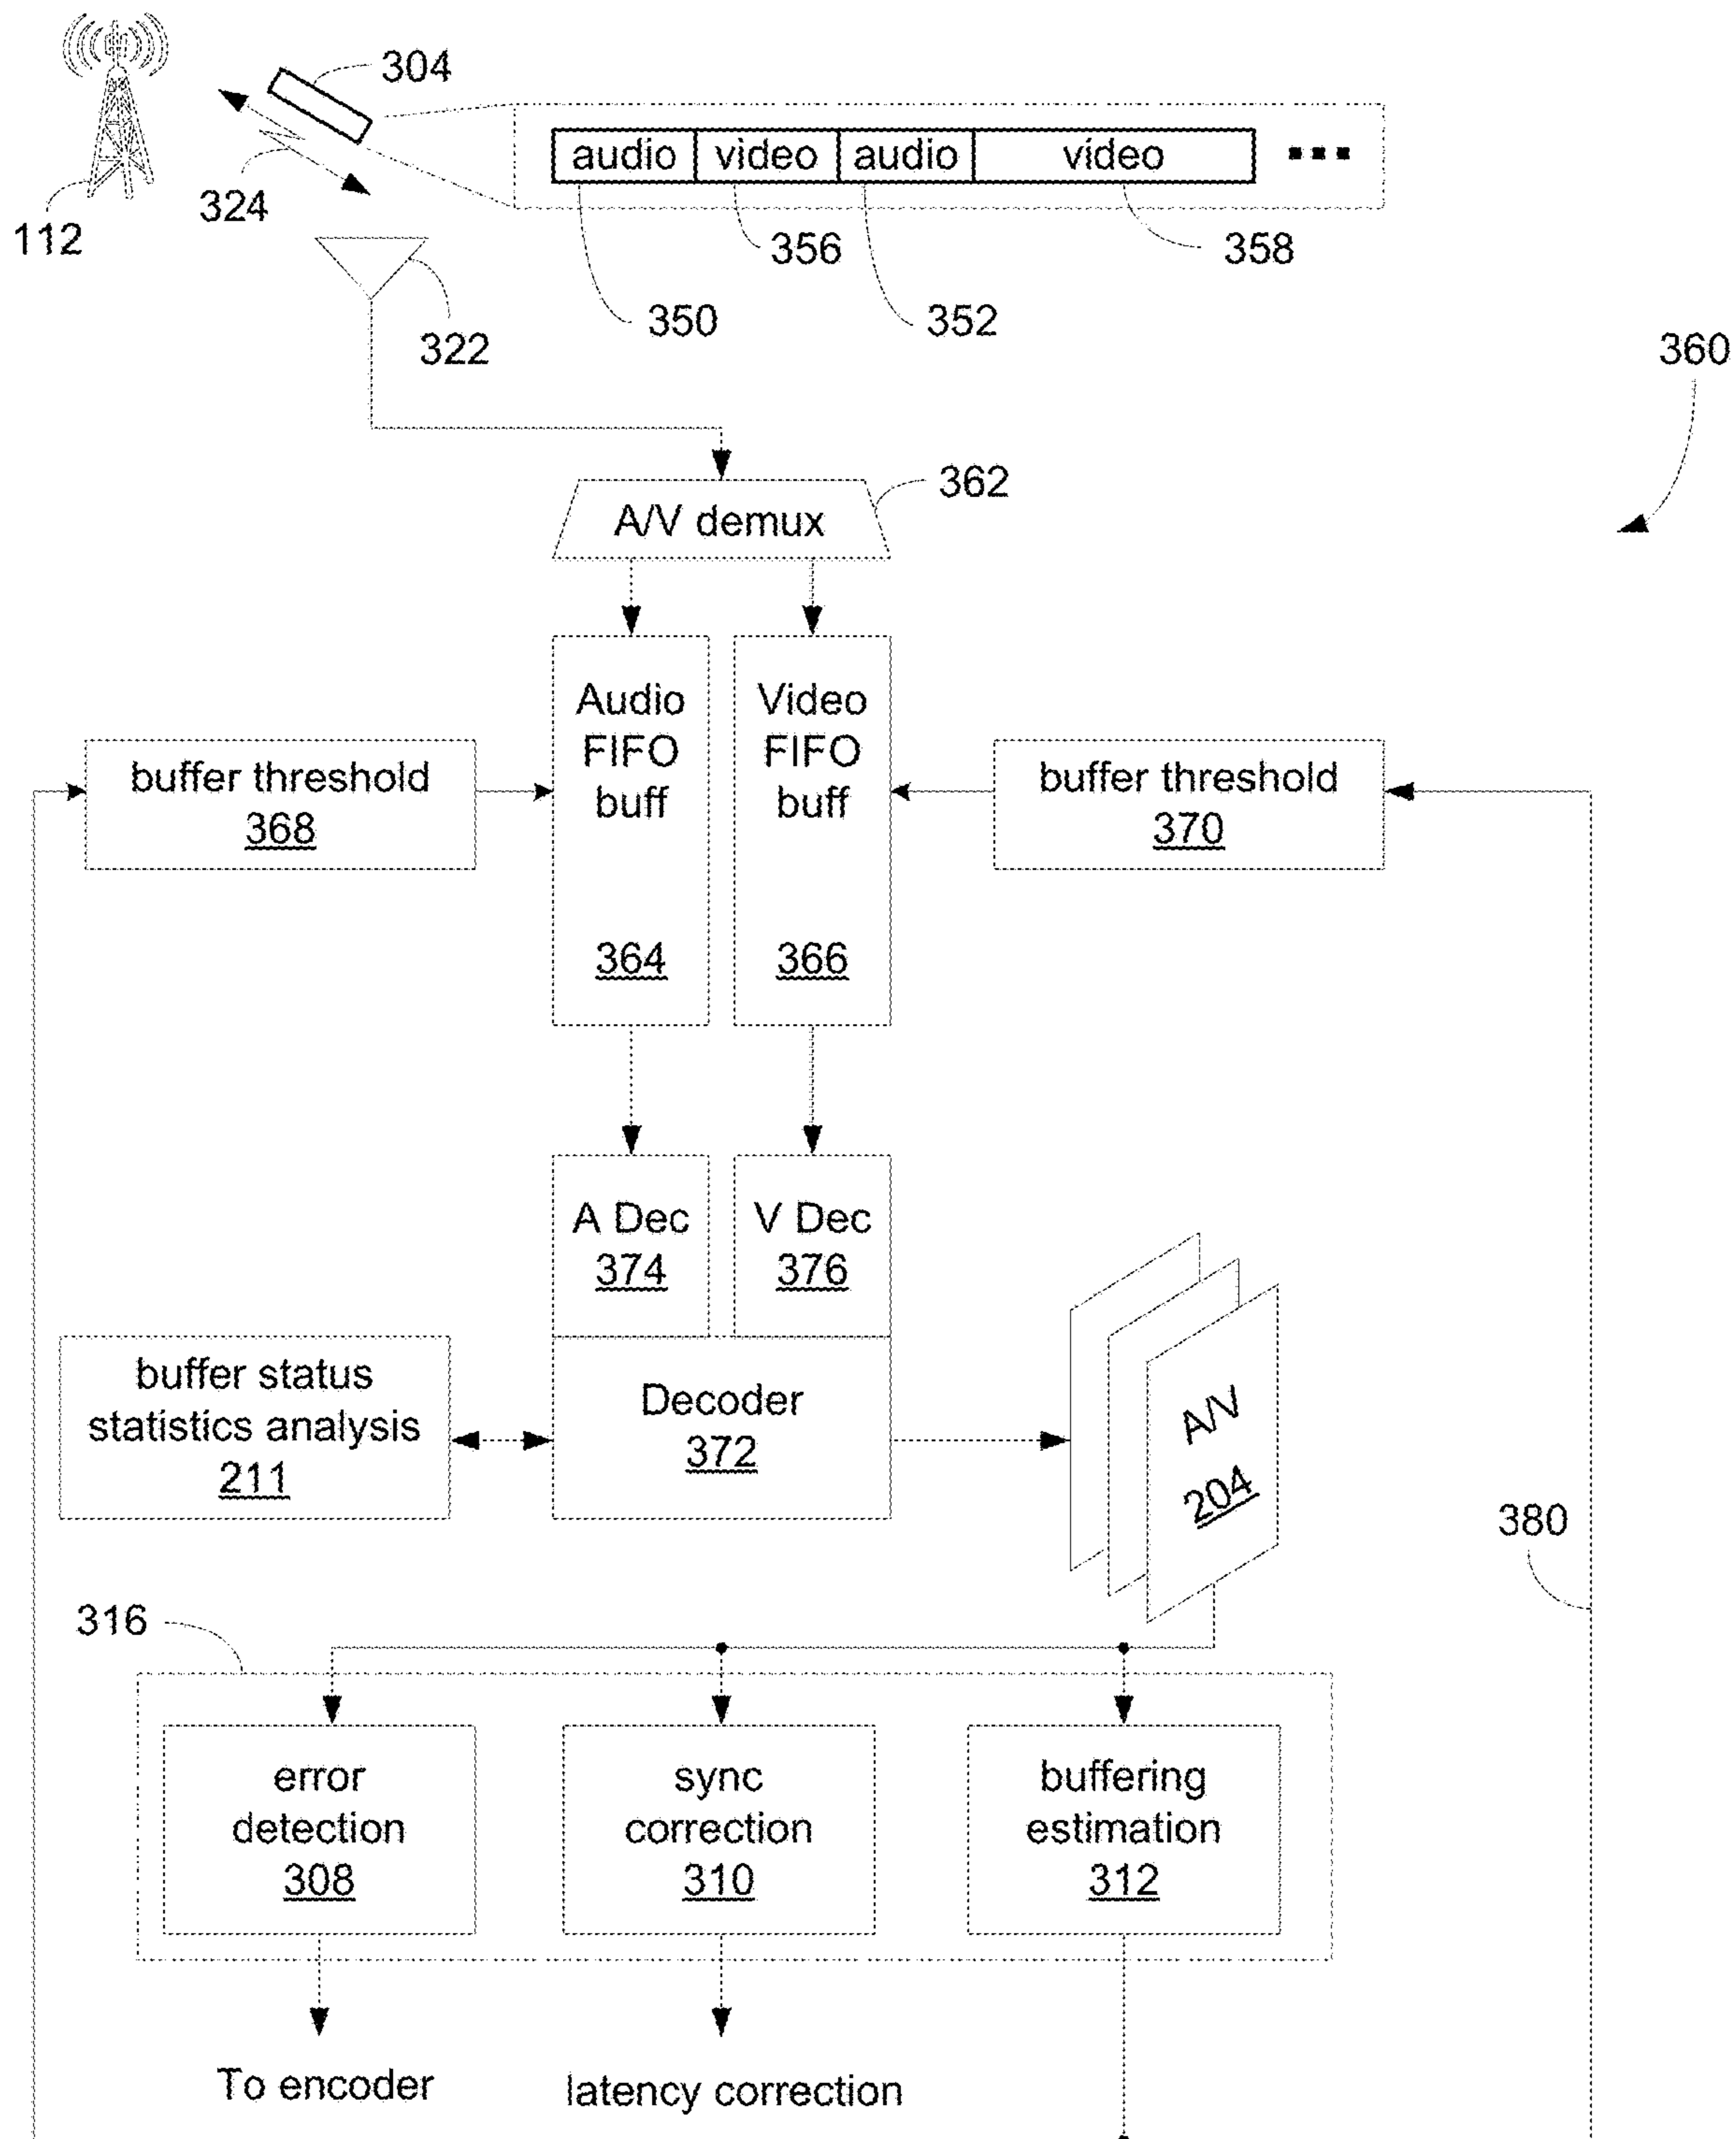 304
audio video audio video ...
324
112
356
358
350
352
322
360
362
A/V demux
Audio
FIFO
buff
Video
FIFO
buff
buffer threshold
368
buffer threshold
370
364
366
A Dec
374
V Dec
376
buffer status
statistics analysis
211
Decoder
372
A/V
204
380
316
error
detection
308
sync
correction
310
buffering
estimation
312
To encoder
latency correction